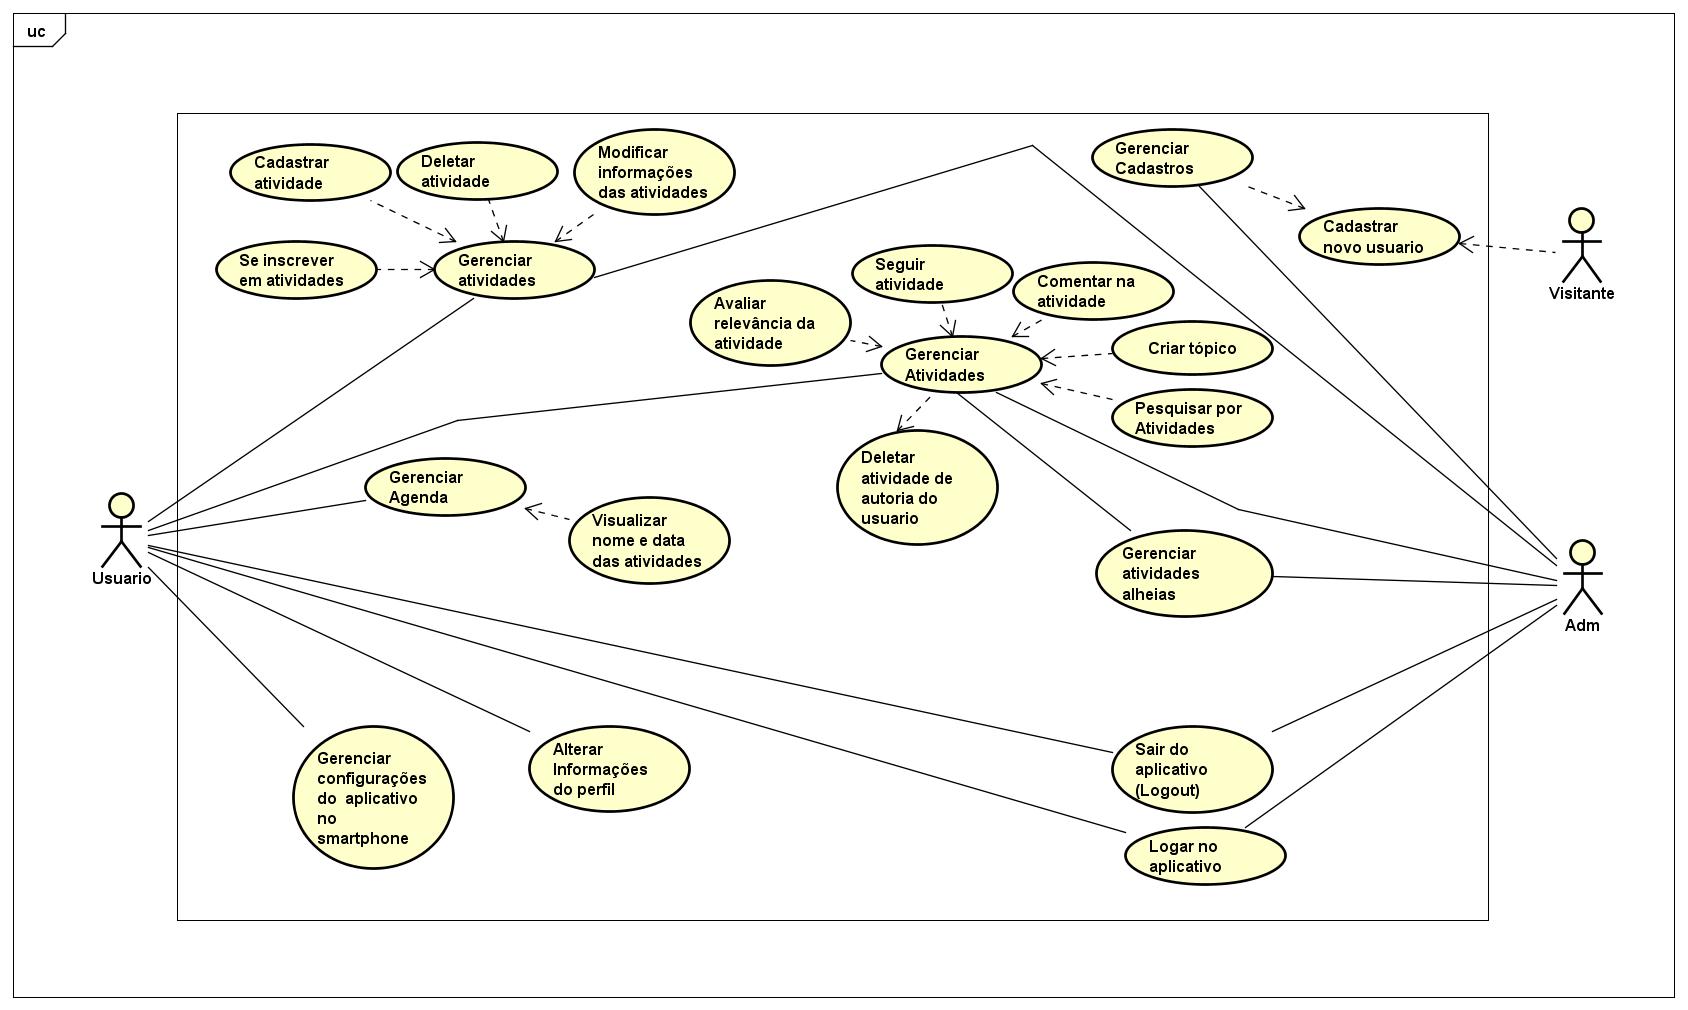 uc
Cadastrar
atividade
Deletar
atividade
Modificar
informações
das atividades
Gerenciar
Cadastros
Cadastrar
novo usuario
Visitante
Se inscrever
em atividades
Gerenciar
atividades
Seguir
atividade
Comentar na
atividade
Avaliar
relevância da
atividade
Gerenciar
Atividades
Criar tópico
Pesquisar por
Atividades
Deletar
atividade de
autoria do
usuario
Gerenciar
Agenda
Visualizar
nome e data
das atividades
Usuario
Gerenciar
atividades
alheias
Adm
Gerenciar
configurações
do  aplicativo
no
smartphone
Alterar
Informações
do perfil
Sair do
aplicativo
(Logout)
Logar no
aplicativo